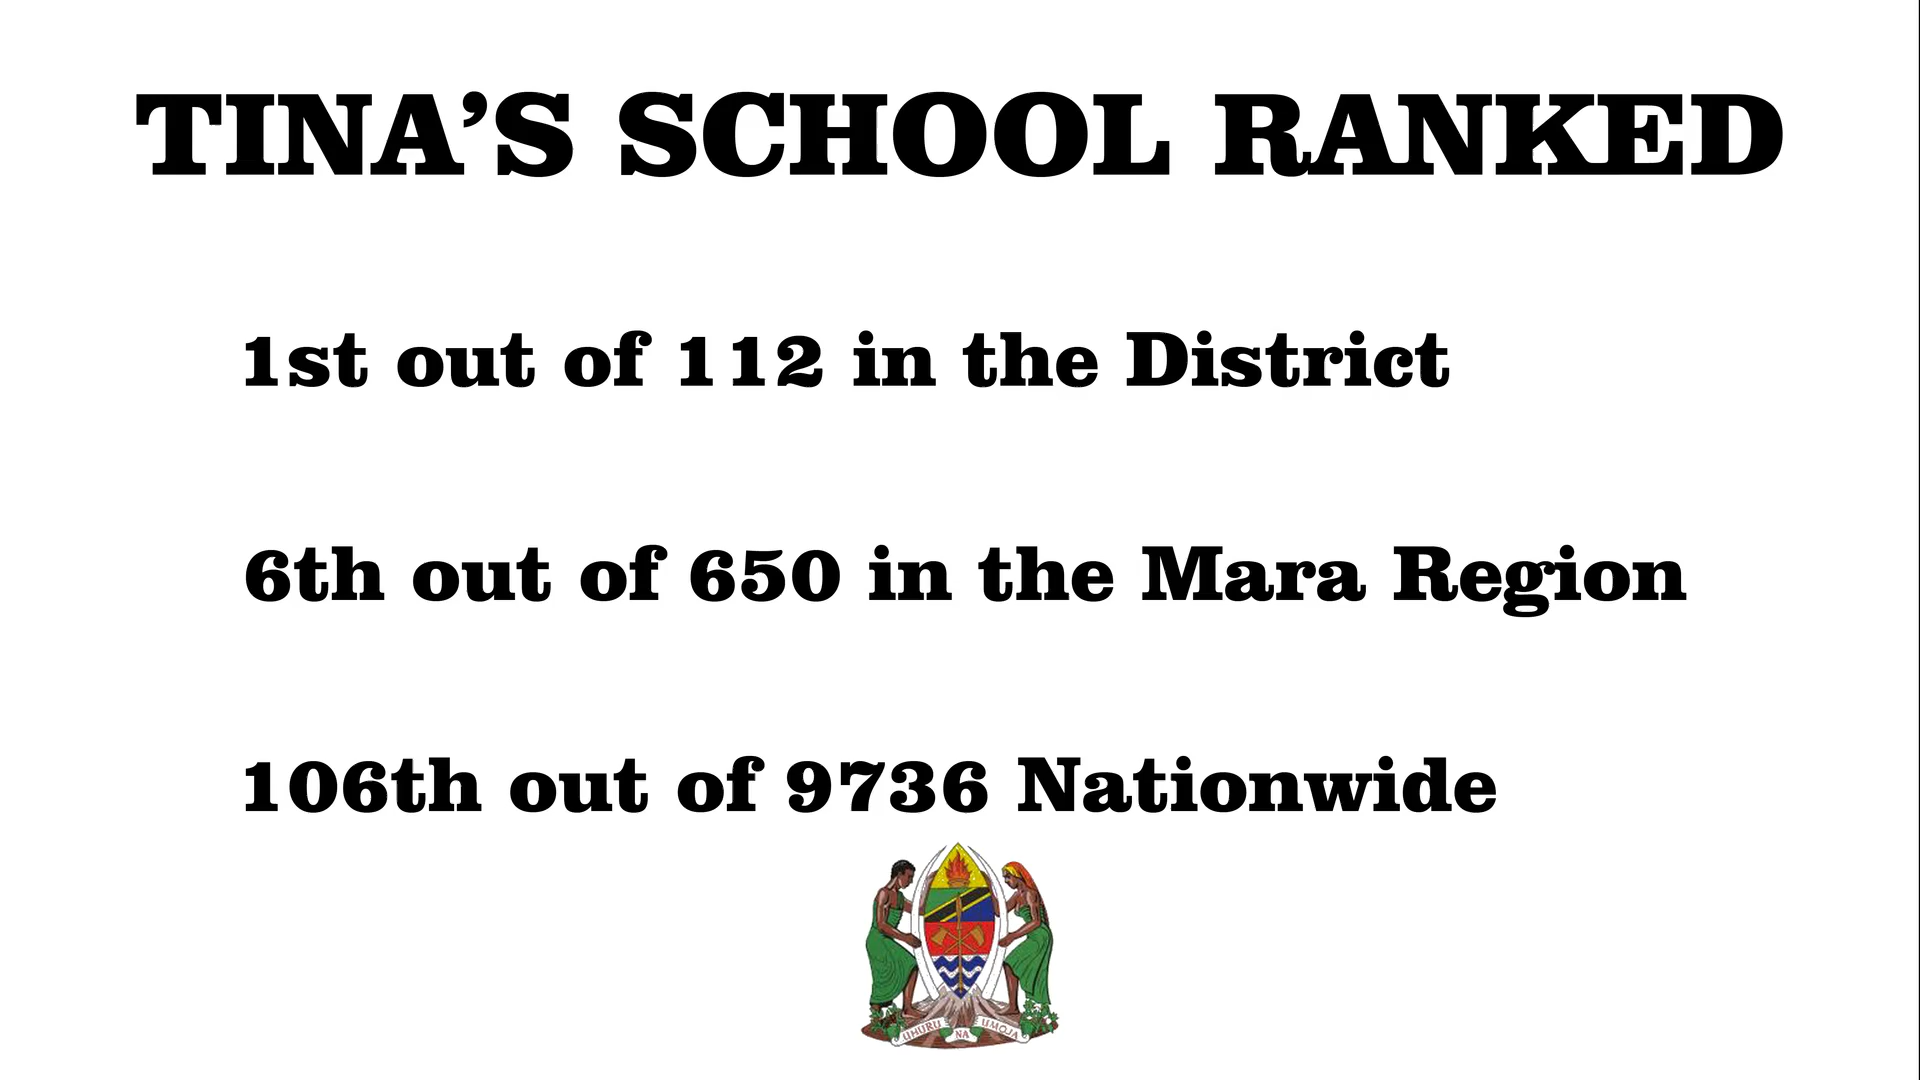 TINA’S SCHOOL RANKED
1st out of 112 in the District
6th out of 650 in the Mara Region
106th out of 9736 Nationwide
UHURU NA UMOJA